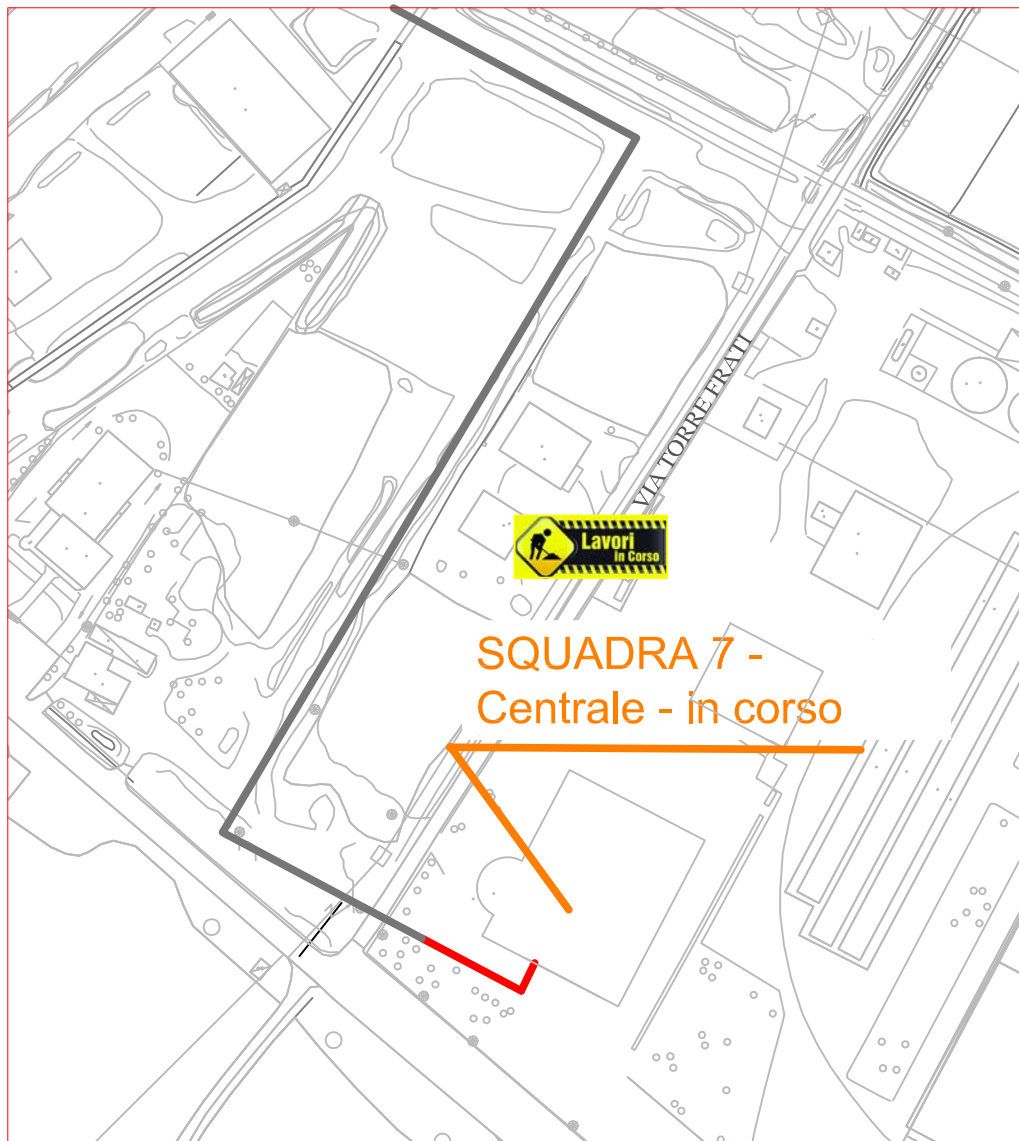 VIA TORRE FRATI
Lavori
In Corso
SQUADRA 7 -
Centrale - in corso